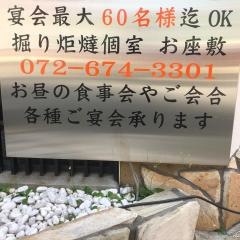 宴会最大60名様迄OK
掘り炬燵個室 お座敷
072-674-3301
お昼の食事会やご会合
各種ご宴会承ります